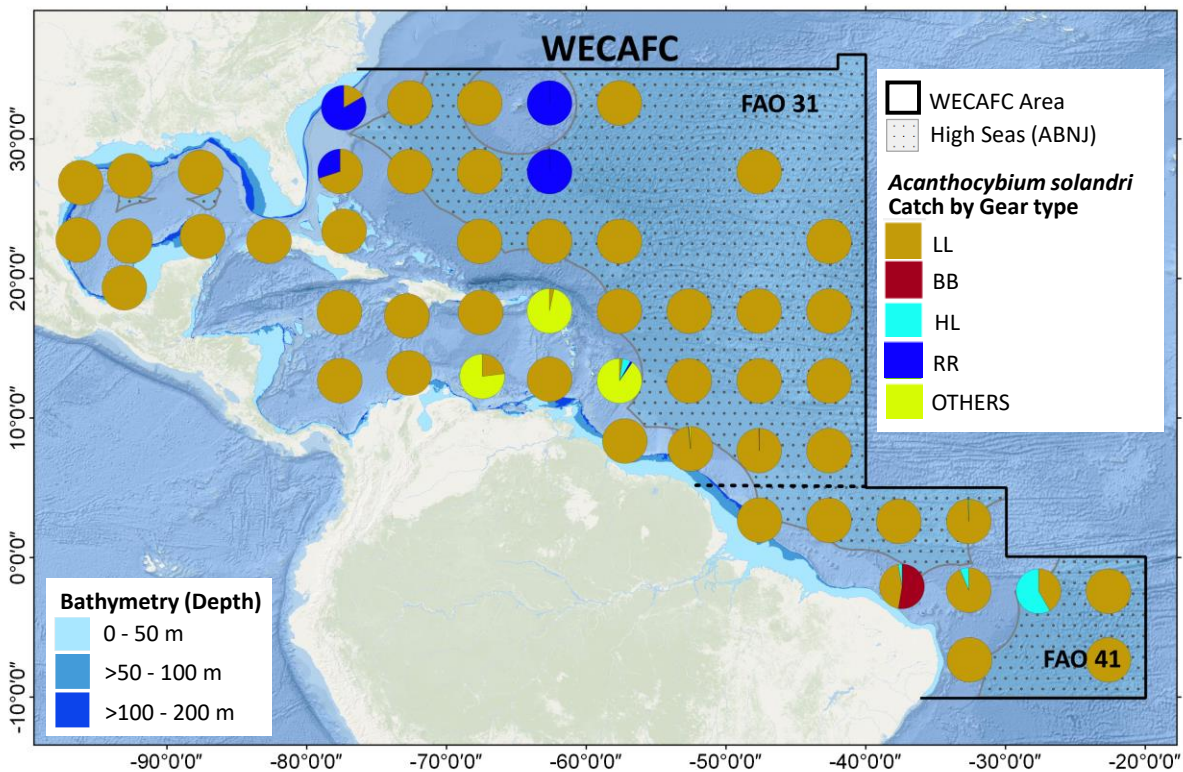 WECAFC
FAO 31
WECAFC Area
High Seas (ABNJ)
Acanthocybium solandri
Catch by Gear type
LL
BB
HL
RR
OTHERS
30°0'0"
20°0'0"
10°0'0"
0°0'0"
-10°0'0"
Bathymetry (Depth)
0 - 50 m
>50 - 100 m
>100 - 200 m
FAO 41
-90°0'0"
-80°0'0"
-70°0'0"
-60°0'0"
-50°0'0"
-40°0'0"
-30°0'0"
-20°0'0"